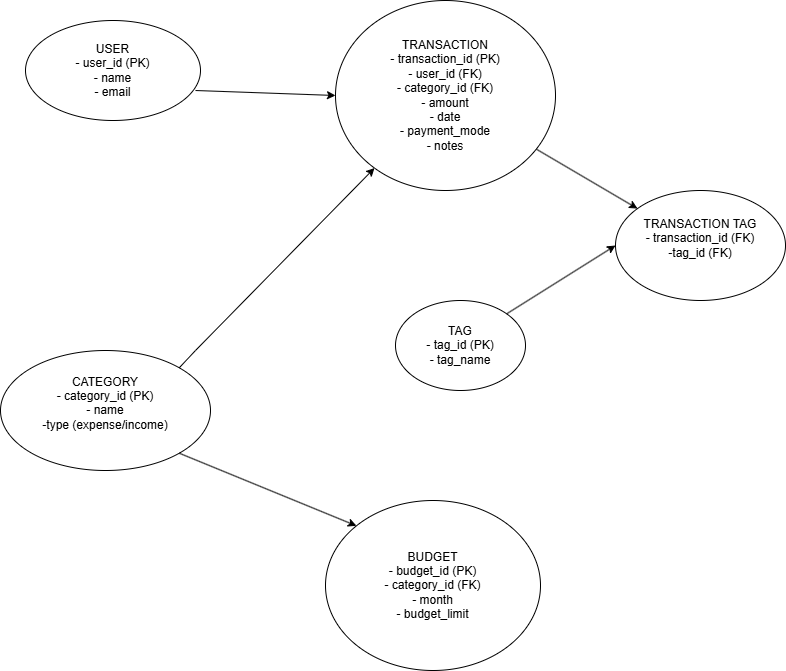 USER
- user_id (PK)
- name
- email
TRANSACTION
- transaction_id (PK)
- user_id (FK)
- category_id (FK)
- amount
- date
- payment_mode
- notes
TRANSACTION TAG
- transaction_id (FK)
-tag_id (FK)
TAG
- tag_id (PK)
- tag_name
CATEGORY
- category_id (PK)
- name
-type (expense/income)
BUDGET
- budget_id (PK)
- category_id (FK)
- month
- budget_limit